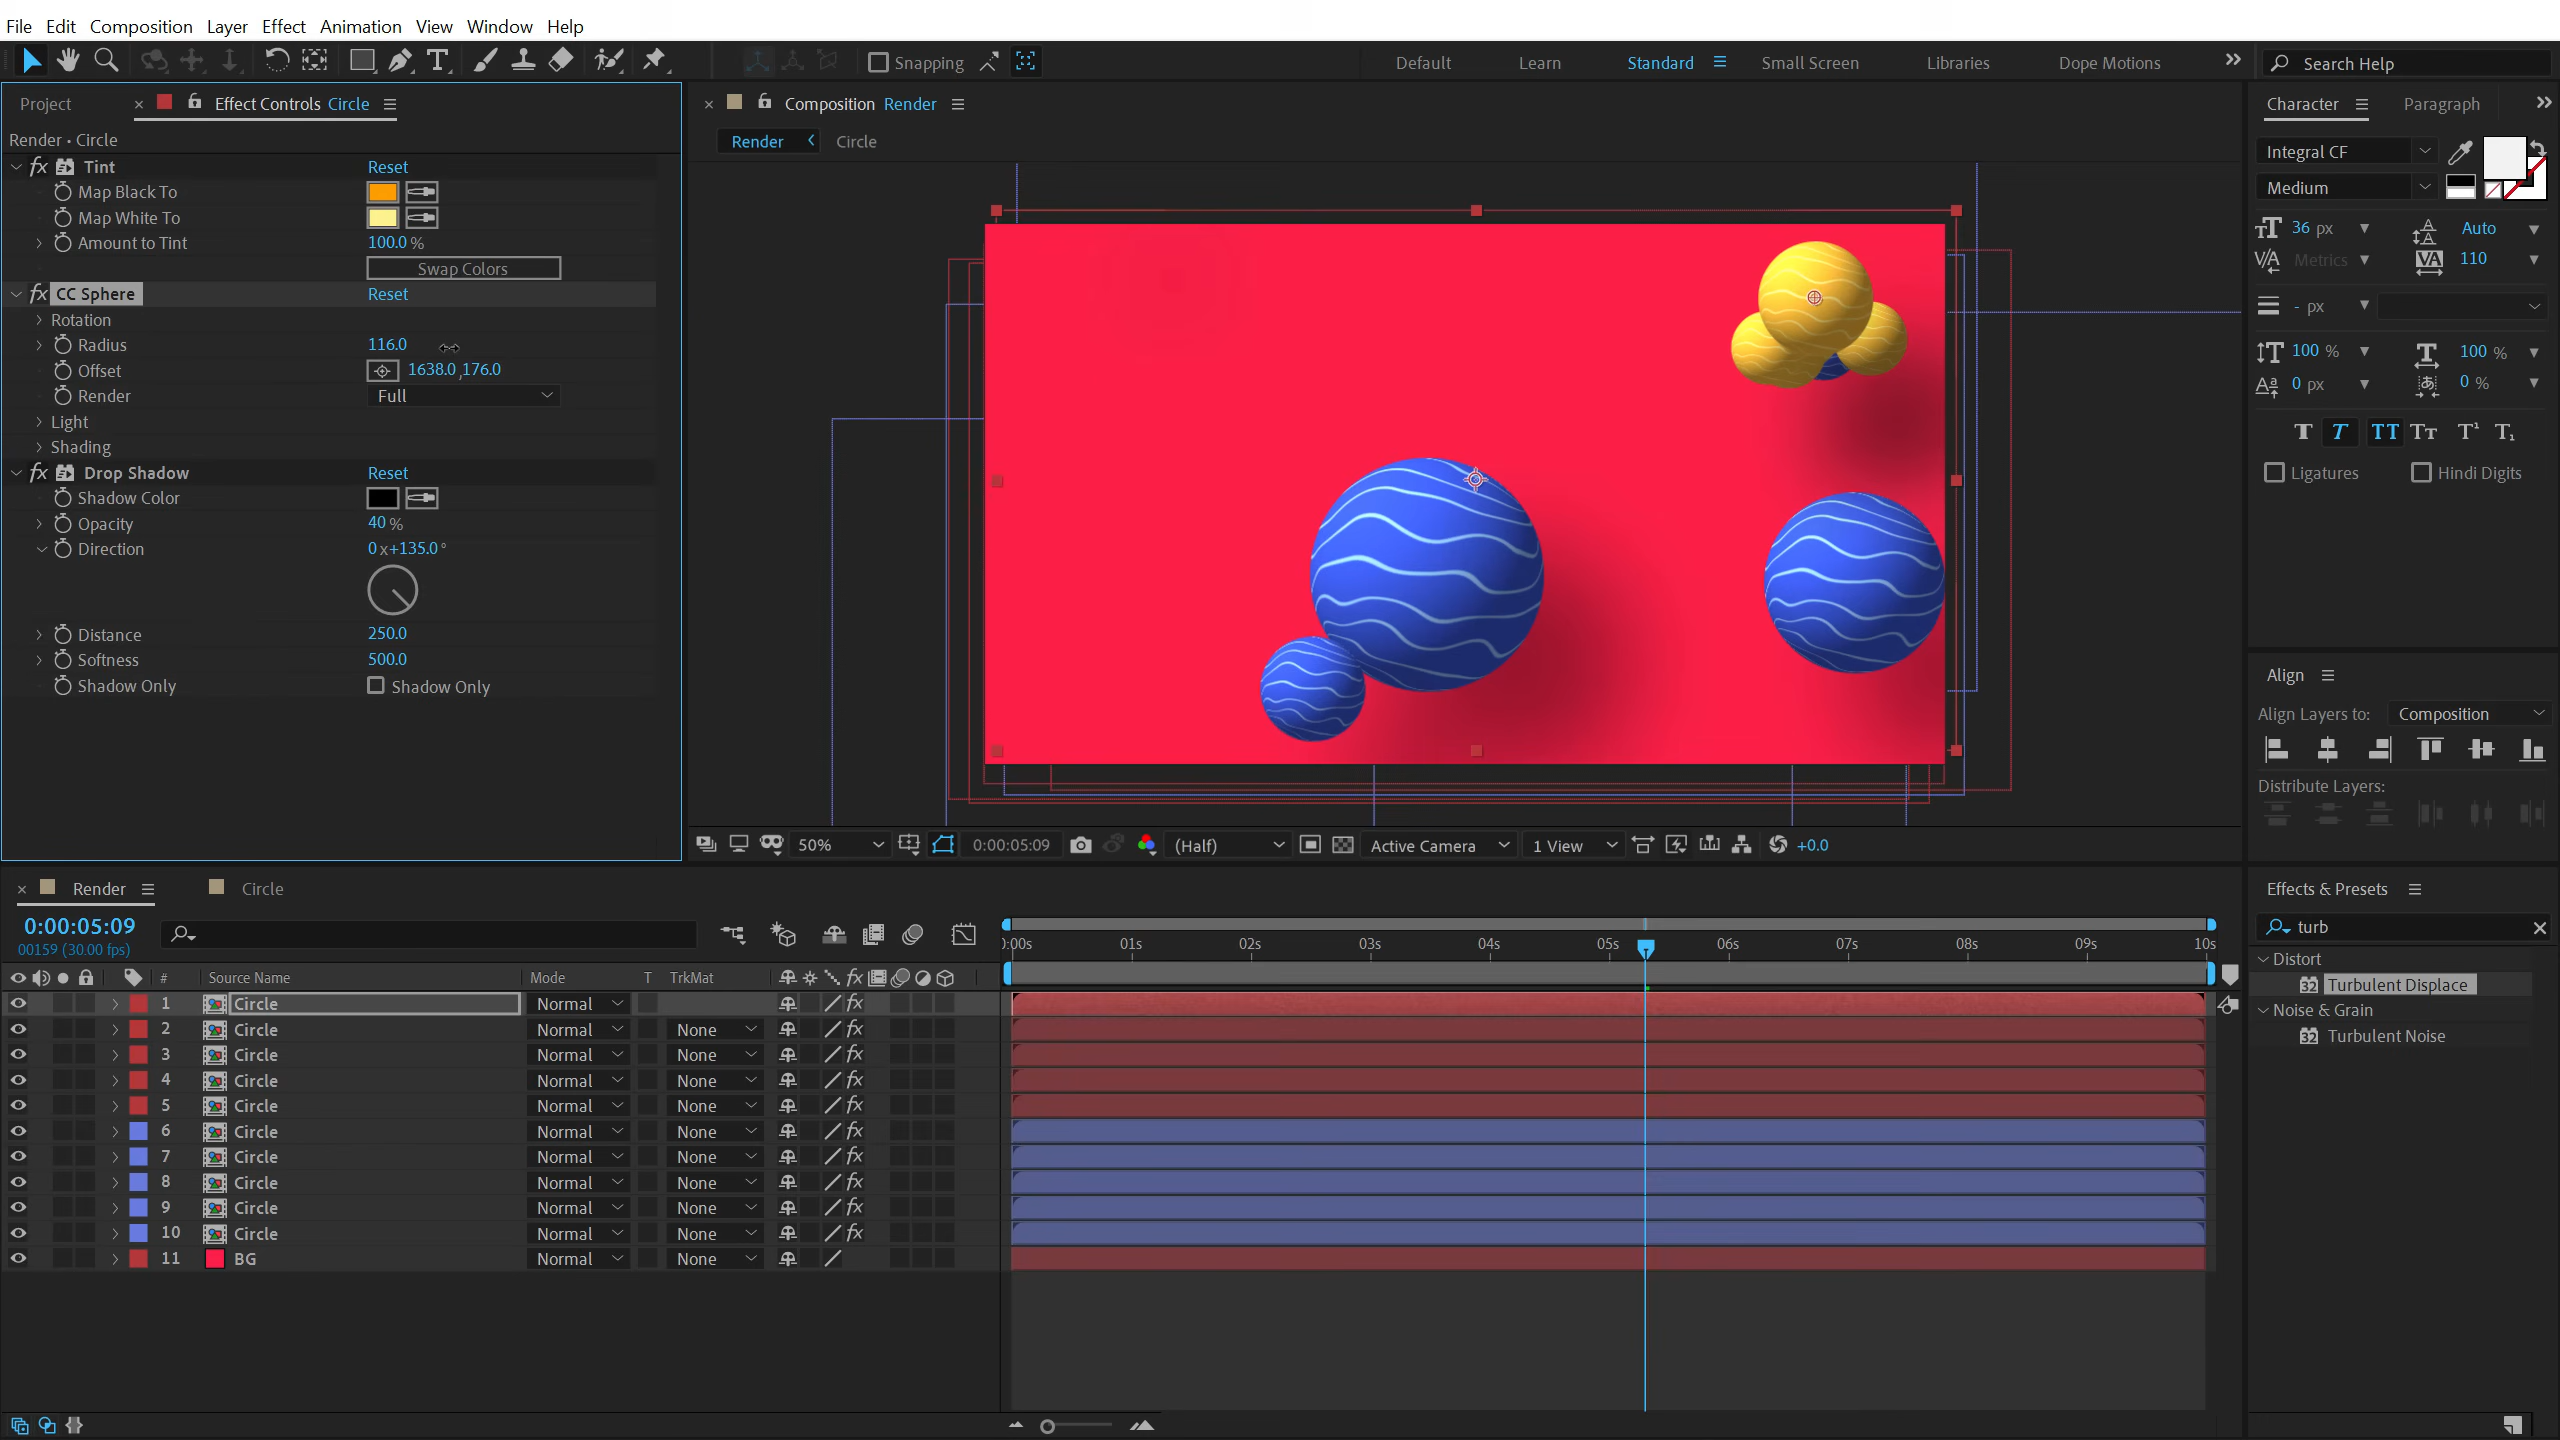 File Edit Composition Layer Effect Animation View Window Help
Snapping
Default Learn Standard Small Screen Libraries Dope Motions
Search Help
Project
Effect Controls Circle
Render • Circle
Tint Reset
Map Black To
Map White To
Amount to Tint 100.0 %
Swap Colors
CC Sphere Reset
Rotation
Radius 116.0
Offset 1638.0 ,176.0
Render Full
Light
Shading
Drop Shadow Reset
Shadow Color
Opacity 40 %
Direction 0 x+135.0 °
Distance 250.0
Softness 500.0
Shadow Only Shadow Only
Composition Render
Render Circle
50% 0:00:05:09 (Half) Active Camera 1 View +0.0
Character Paragraph
Integral CF
Medium
36 px Auto
Metrics 110
- px
100 % 100 %
0 px 0 %
Ligatures Hindi Digits
Align
Align Layers to: Composition
Distribute Layers:
Effects & Presets
turb
Distort
32 Turbulent Displace
Noise & Grain
32 Turbulent Noise
Render Circle
0:00:05:09
00159 (30.00 fps)
):00s 01s 02s 03s 04s 05s 06s 07s 08s 09s 10s
# Source Name Mode T TrkMat
1 Circle Normal
2 Circle Normal None
3 Circle Normal None
4 Circle Normal None
5 Circle Normal None
6 Circle Normal None
7 Circle Normal None
8 Circle Normal None
9 Circle Normal None
10 Circle Normal None
11 BG Normal None